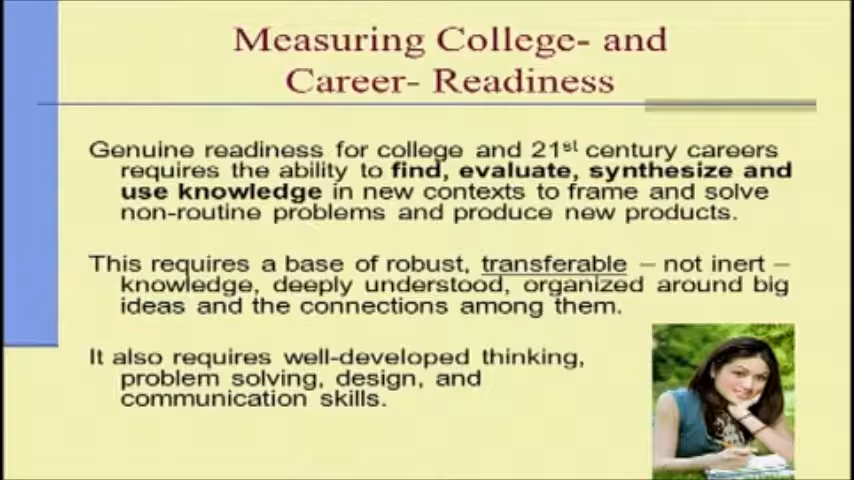 Measuring College- and
Career- Readiness
Genuine readiness for college and 21st century careers
requires the ability to find, evaluate, synthesize and
use knowledge in new contexts to frame and solve
non-routine problems and produce new products.
This requires a base of robust, transferable – not inert –
knowledge, deeply understood, organized around big
ideas and the connections among them.
It also requires well-developed thinking,
problem solving, design, and
communication skills.